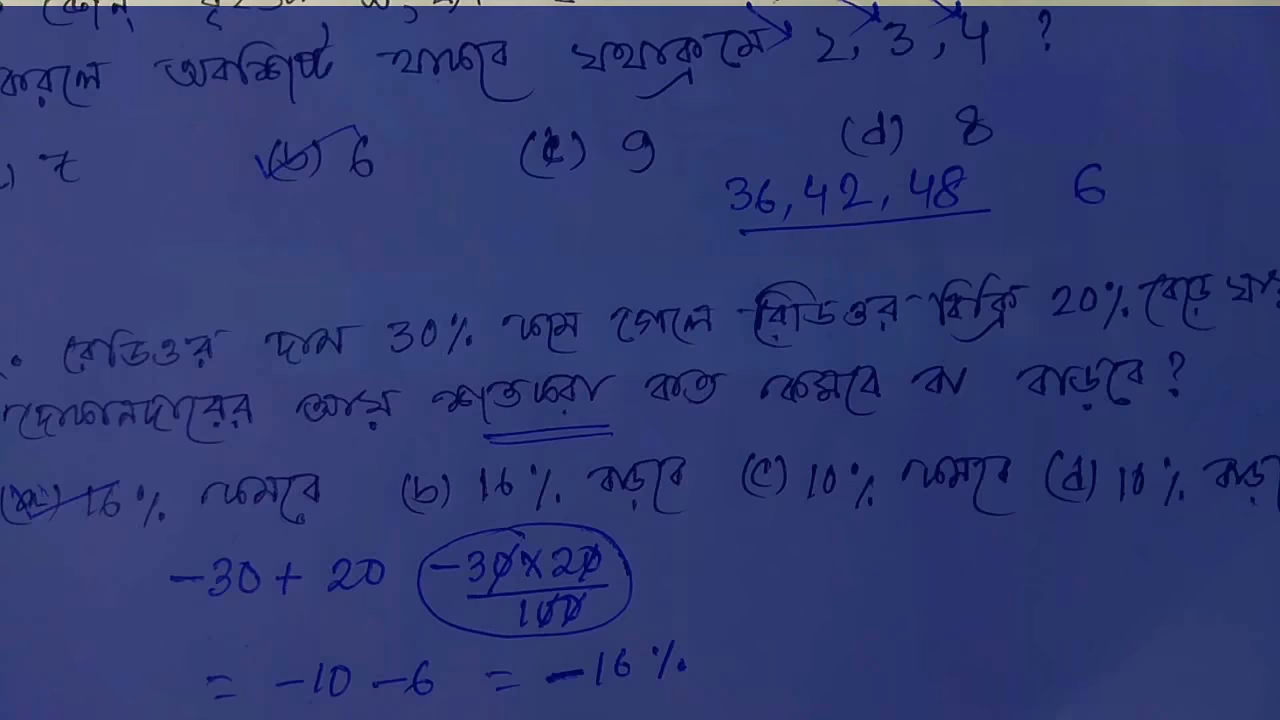 কোন্
করলে অবশিষ্ট থাকবে যথাক্রমে 2, 3, 4 ?
) 7 (b) 6 (c) 9 (d) 8
36, 42, 48 6
. রেডিওর দাম 30% কমে গেলে রেডিওর বিক্রি 20% বেড়ে যা
দোকানদারের আয় শতকরা কত কমবে বা বাড়বে ?
(a) 16% কমবে (b) 16% বাড়বে (c) 10% কমবে (d) 10% বাড়
-30 + 20 -30 x 20
100
= -10 - 6 = -16%